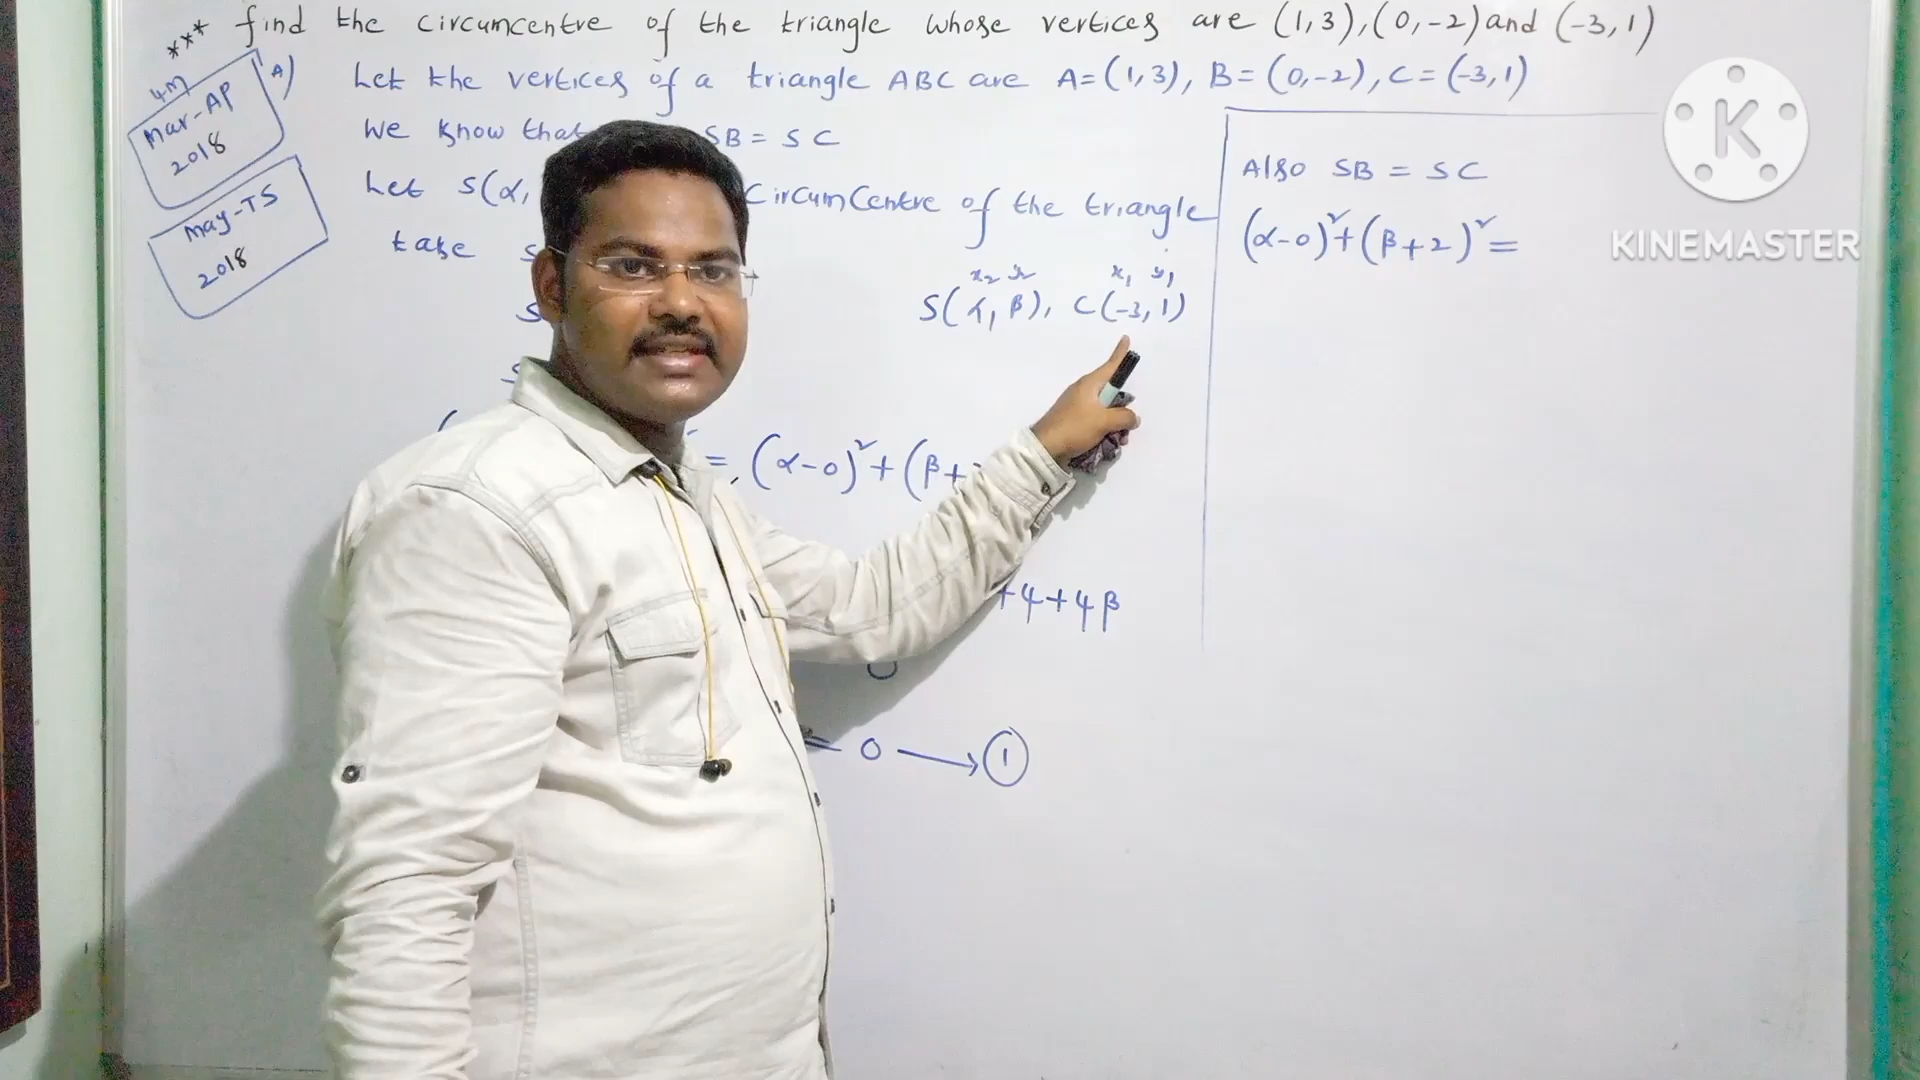 *** find the circumcentre of the triangle whose vertices are (1,3),(0,-2) and (-3,1)
4M
Mar-AP
2018
May-TS
2018
A) Let the vertices of a triangle ABC are A=(1,3), B=(0,-2), C=(-3,1)
We know that SB = SC
Let S(α, CircumCentre of the triangle
take S
x₂ y₂ x₁ y₁
S(α, β), C(-3,1)
S
S
( = (α-0)²+(β+
+4+4β
0
= 0 → ①
Also SB = SC
(α-0)²+(β+2)²=
K
KINEMASTER